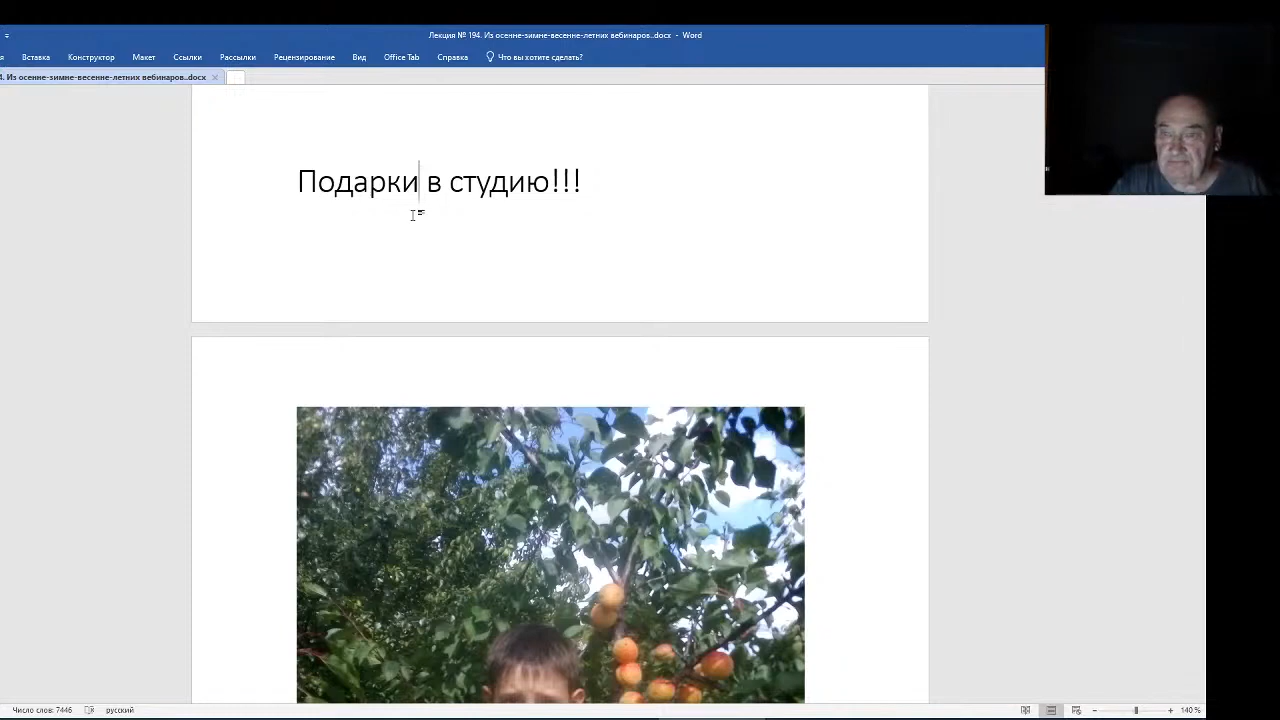 Лекция № 194. Из осенне-зимне-весенне-летних вебинаров..docx - Word
я Вставка Конструктор Макет Ссылки Рассылки Рецензирование Вид Office Tab Справка Что вы хотите сделать?
4. Из осенне-зимне-весенне-летних вебинаров..docx
Подарки в студию!!!
Число слов: 7446 русский 140 %